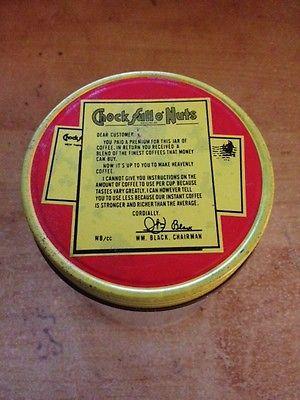 Chock full o' Nuts
DEAR CUSTOMER,
YOU PAID A PREMIUM FOR THIS JAR OF
COFFEE. IN RETURN YOU RECEIVED A
BLEND OF THE FINEST COFFEES THAT MONEY
CAN BUY.
NOW IT'S UP TO YOU TO MAKE HEAVENLY
COFFEE.
I CANNOT GIVE YOU INSTRUCTIONS ON THE
AMOUNT OF COFFEE TO USE PER CUP BECAUSE
TASTES VARY GREATLY. I CAN HOWEVER TELL
YOU TO USE LESS BECAUSE OUR INSTANT COFFEE
IS STRONGER AND RICHER THAN THE AVERAGE.
CORDIALLY,
Wm Black
WB/cc WM. BLACK, CHAIRMAN